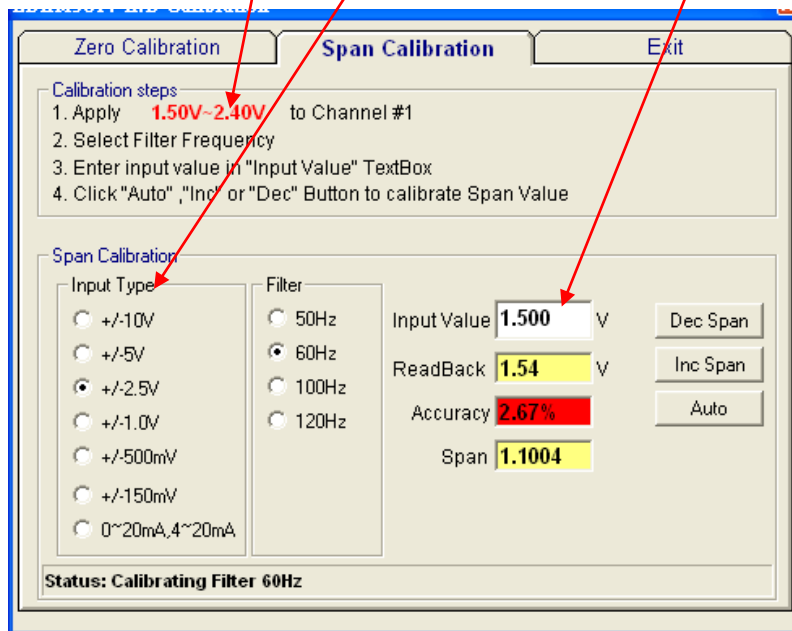 Zero Calibration Span Calibration Exit
Calibration steps
1. Apply 1.50V~2.40V to Channel #1
2. Select Filter Frequency
3. Enter input value in "Input Value" TextBox
4. Click "Auto" ,"Inc" or "Dec" Button to calibrate Span Value
Span Calibration
Input Type
+/-10V
+/-5V
+/-2.5V
+/-1.0V
+/-500mV
+/-150mV
0~20mA,4~20mA
Filter
50Hz
60Hz
100Hz
120Hz
Input Value 1.500 V Dec Span
ReadBack 1.54 V Inc Span
Accuracy 2.67% Auto
Span 1.1004
Status: Calibrating Filter 60Hz